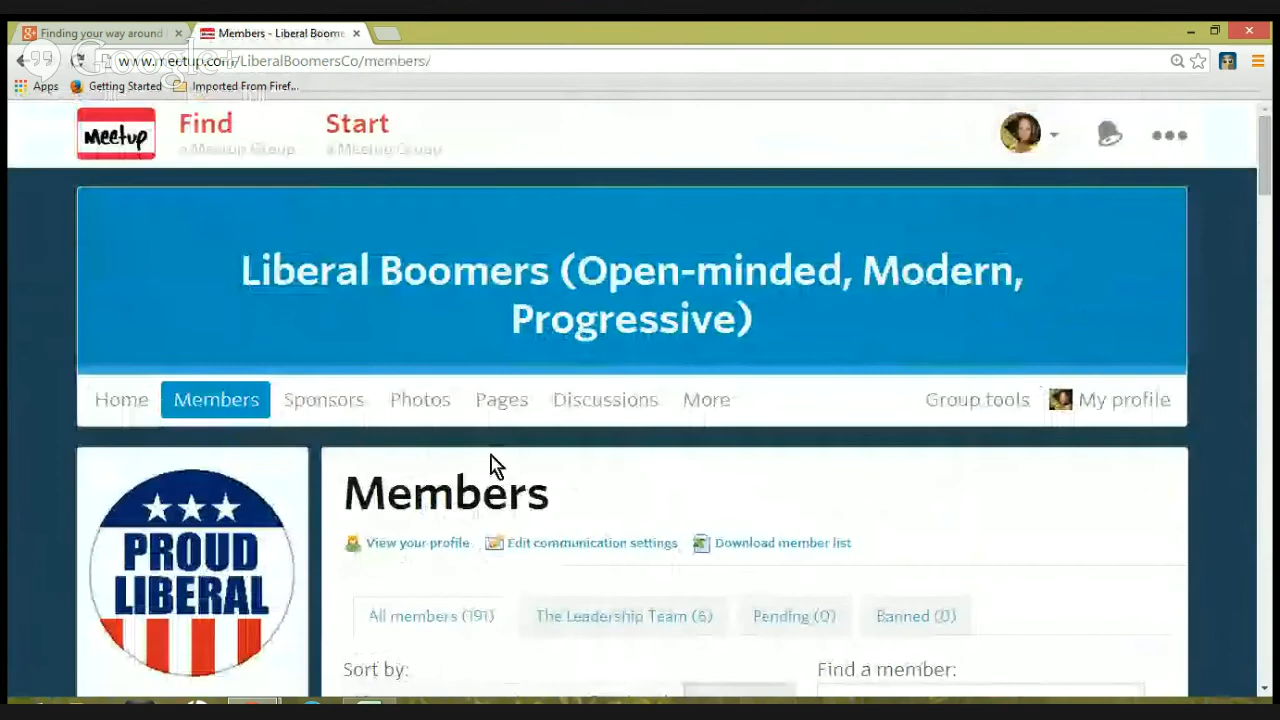 Finding your way around
Members - Liberal Boome
Google+
www.meetup.com/LiberalBoomersCo/members/
Apps Getting Started Imported From Firef...
Meetup
Find Start
a Meetup Group a Meetup Group
Liberal Boomers (Open-minded, Modern,
Progressive)
Home Members Sponsors Photos Pages Discussions More Group tools My profile
PROUD
LIBERAL
Members
View your profile Edit communication settings Download member list
All members (191) The Leadership Team (6) Pending (0) Banned (0)
Sort by: Find a member: